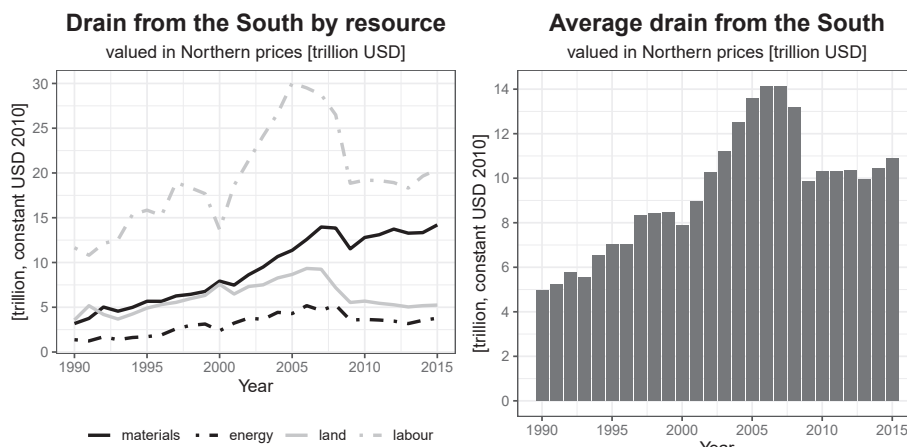 Drain from the South by resource
valued in Northern prices [trillion USD]
[trillion, constant USD 2010]
30
25
20
15
10
5
0
1990
1995
2000
2005
2010
2015
Year
materials
energy
land
labour
Average drain from the South
valued in Northern prices [trillion USD]
[trillion, constant USD 2010]
14
12
10
8
6
4
2
0
1990
1995
2000
2005
2010
2015
Year